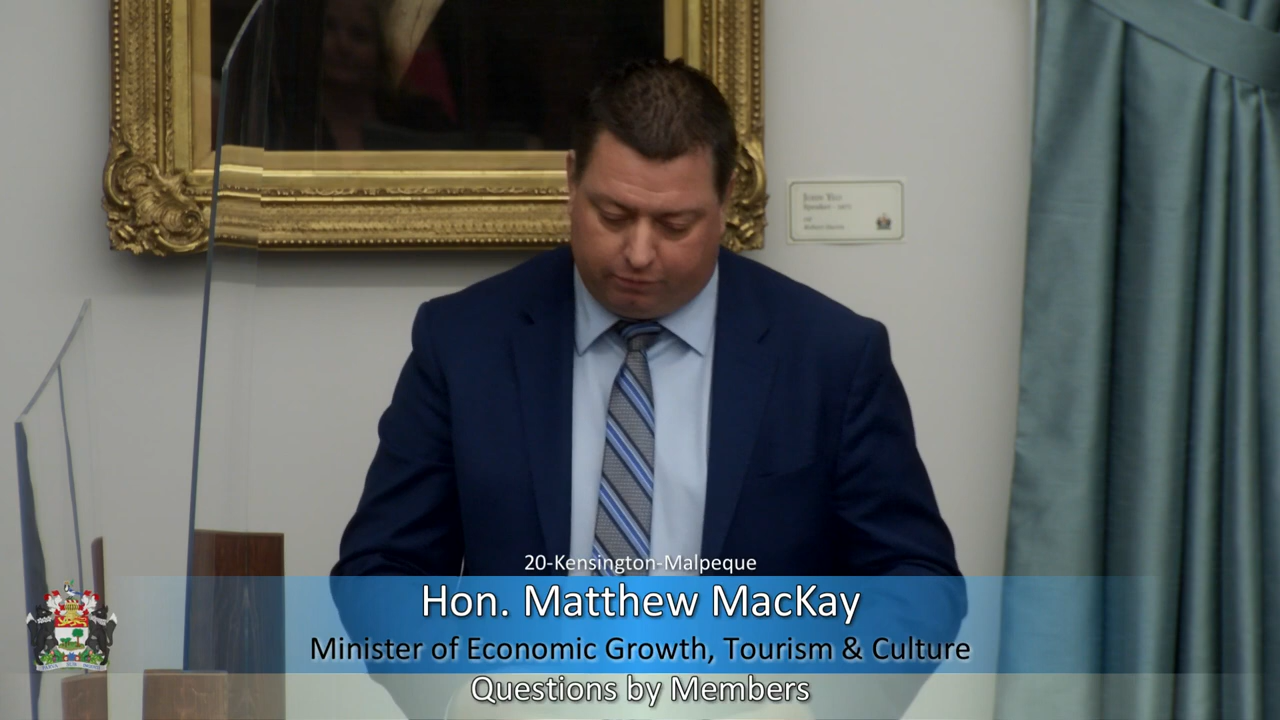 20-Kensington-Malpeque
Hon. Matthew MacKay
Minister of Economic Growth, Tourism & Culture
Questions by Members